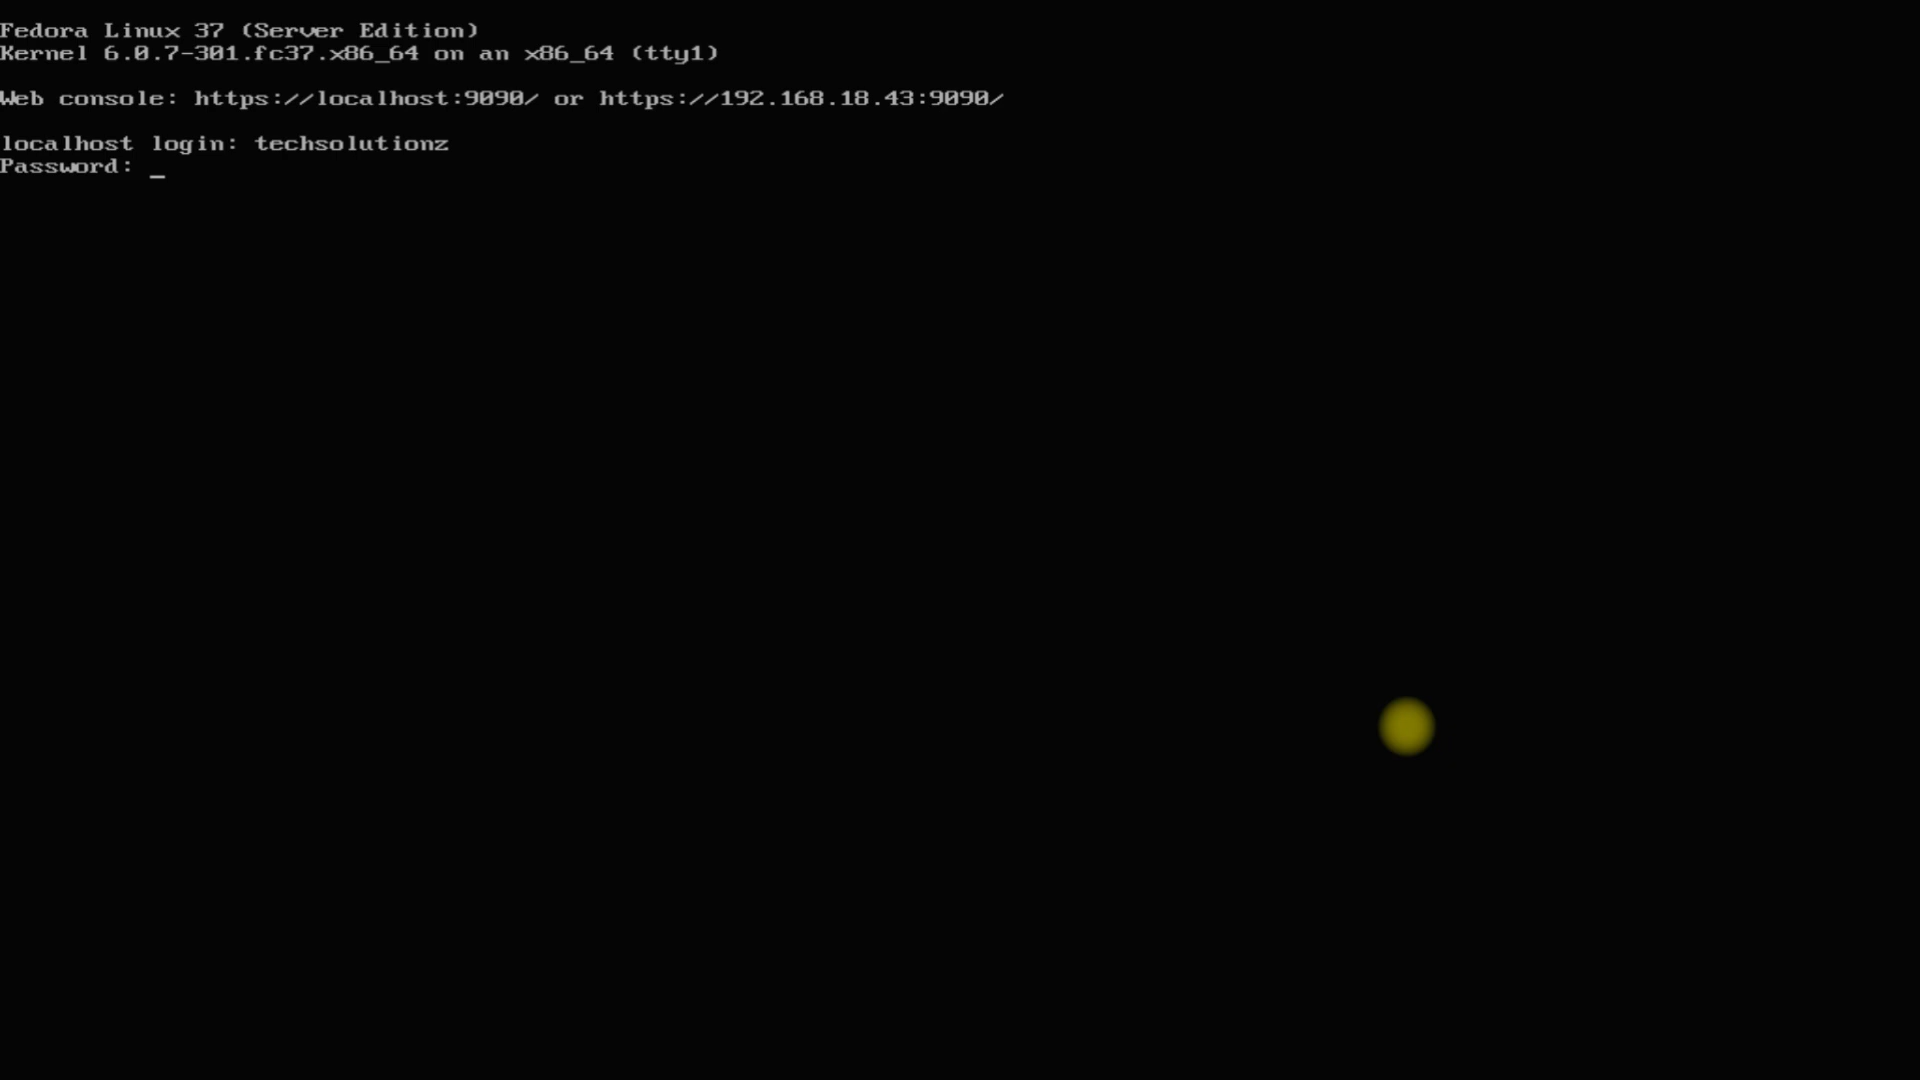 Fedora Linux 37 (Server Edition)
Kernel 6.0.7-301.fc37.x86_64 on an x86_64 (tty1)
Web console: https://localhost:9090/ or https://192.168.18.43:9090/
localhost login: techsolutionz
Password: _